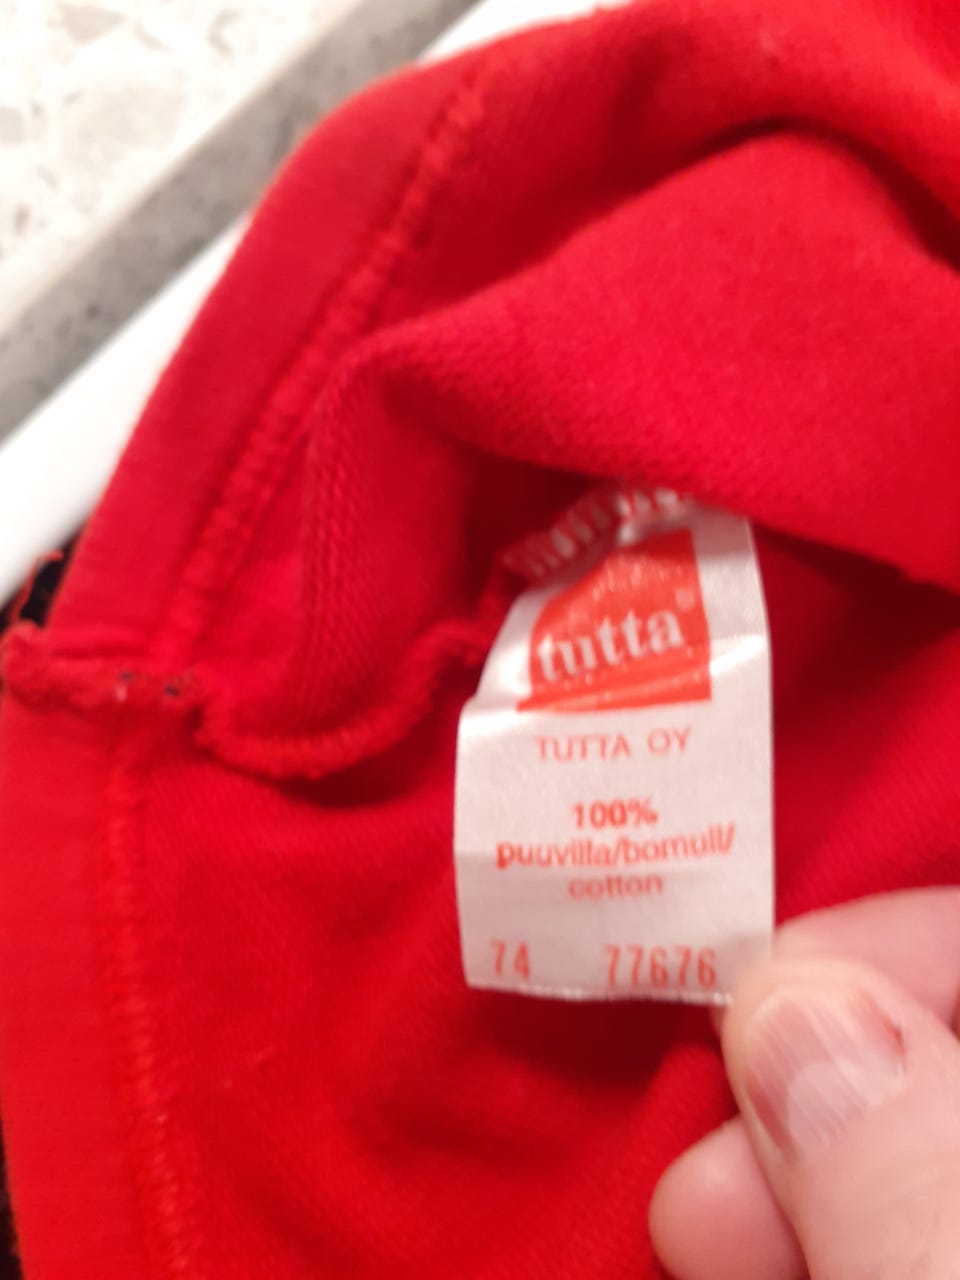 tutta®
TUTTA OY
100%
puuvilla/bomull/
cotton
74 77676